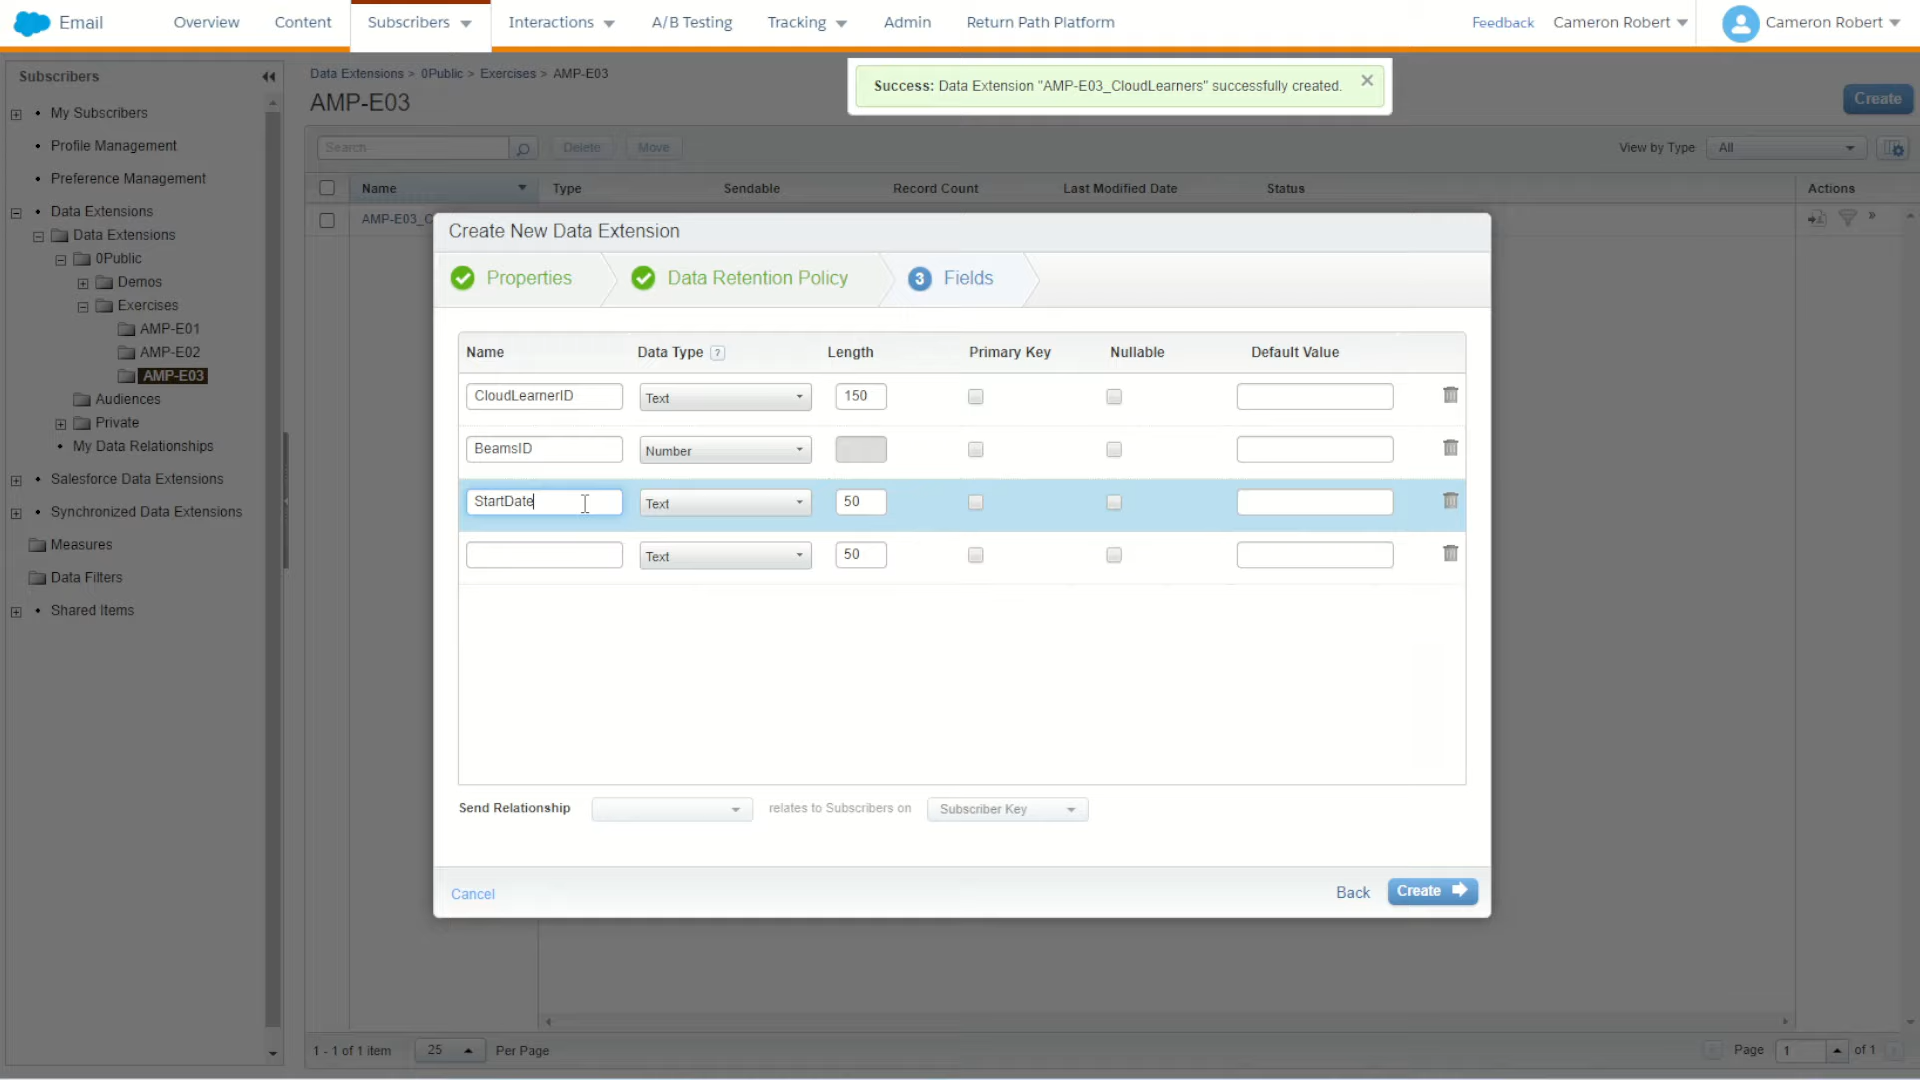 Email
Overview
Content
Subscribers
Interactions
A/B Testing
Tracking
Admin
Return Path Platform
Feedback
Cameron Robert
Cameron Robert
Subscribers
My Subscribers
Profile Management
Preference Management
Data Extensions
Data Extensions
0Public
Demos
Exercises
AMP-E01
AMP-E02
AMP-E03
Audiences
Private
My Data Relationships
Salesforce Data Extensions
Synchronized Data Extensions
Measures
Data Filters
Shared Items
Data Extensions > 0Public > Exercises > AMP-E03
AMP-E03
Success: Data Extension "AMP-E03_CloudLearners" successfully created.
Create
Search
Delete
Move
View by Type
All
Name
Type
Sendable
Record Count
Last Modified Date
Status
Actions
AMP-E03_C
Create New Data Extension
Properties
Data Retention Policy
3 Fields
Name
Data Type ?
Length
Primary Key
Nullable
Default Value
CloudLearnerID
Text
150
BeamsID
Number
StartDate
Text
50
Text
50
Send Relationship
relates to Subscribers on
Subscriber Key
Cancel
Back
Create
1 - 1 of 1 item
25
Per Page
Page
1
of 1